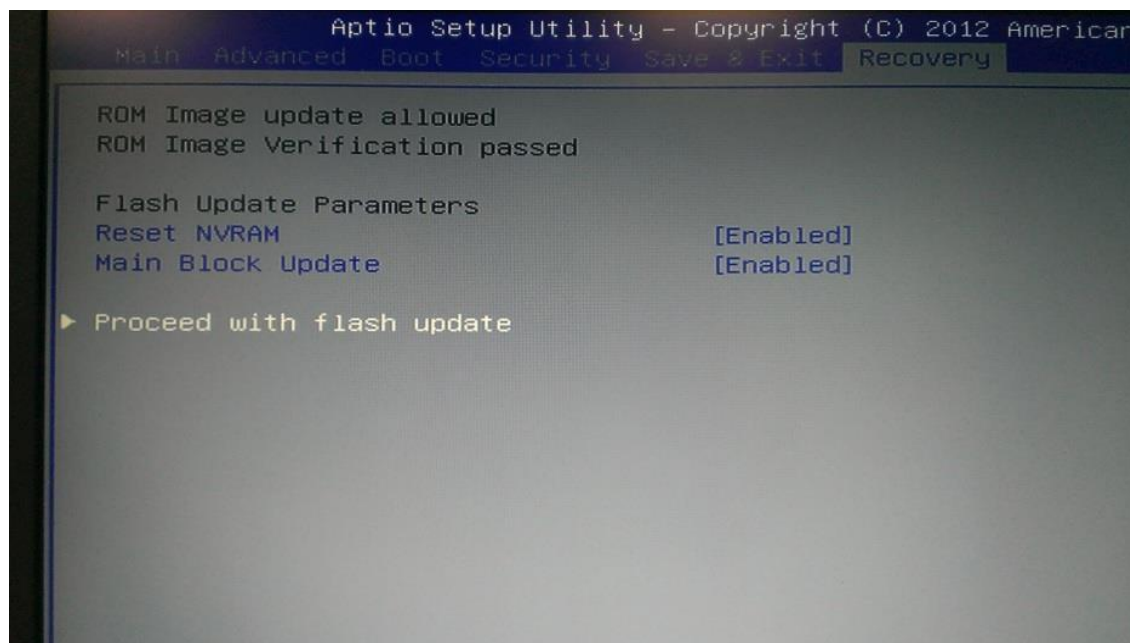 Aptio Setup Utility – Copyright (C) 2012 American
Main Advanced Boot Security Save & Exit Recovery
ROM Image update allowed
ROM Image Verification passed
Flash Update Parameters
Reset NVRAM [Enabled]
Main Block Update [Enabled]
▶ Proceed with flash update